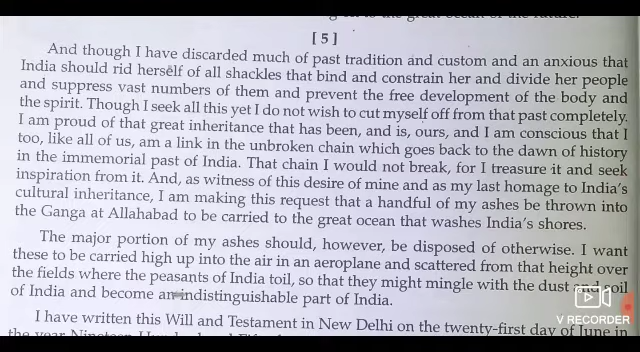 to the great ocean of the future.
[ 5 ]
And though I have discarded much of past tradition and custom and an anxious that
India should rid herself of all shackles that bind and constrain her and divide her people
and suppress vast numbers of them and prevent the free development of the body and
the spirit. Though I seek all this yet I do not wish to cut myself off from that past completely.
I am proud of that great inheritance that has been, and is, ours, and I am conscious that I
too, like all of us, am a link in the unbroken chain which goes back to the dawn of history
in the immemorial past of India. That chain I would not break, for I treasure it and seek
inspiration from it. And, as witness of this desire of mine and as my last homage to India's
cultural inheritance, I am making this request that a handful of my ashes be thrown into
the Ganga at Allahabad to be carried to the great ocean that washes India's shores.
The major portion of my ashes should, however, be disposed of otherwise. I want
these to be carried high up into the air in an aeroplane and scattered from that height over
the fields where the peasants of India toil, so that they might mingle with the dust and soil
of India and become an indistinguishable part of India.
V RECORDER
I have written this Will and Testament in New Delhi on the twenty-first day of June in
the year Nineteen